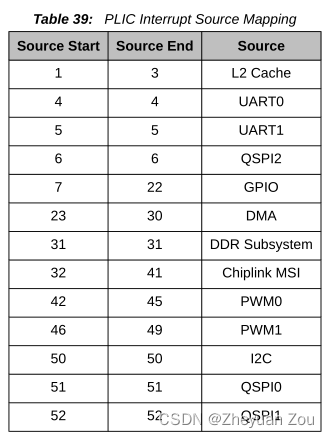 Table 39: PLIC Interrupt Source Mapping
Source Start Source End Source
1 3 L2 Cache
4 4 UART0
5 5 UART1
6 6 QSPI2
7 22 GPIO
23 30 DMA
31 31 DDR Subsystem
32 41 Chiplink MSI
42 45 PWM0
46 49 PWM1
50 50 I2C
51 51 QSPI0
52 52 QSPI1
CSDN @Zheyuan Zou